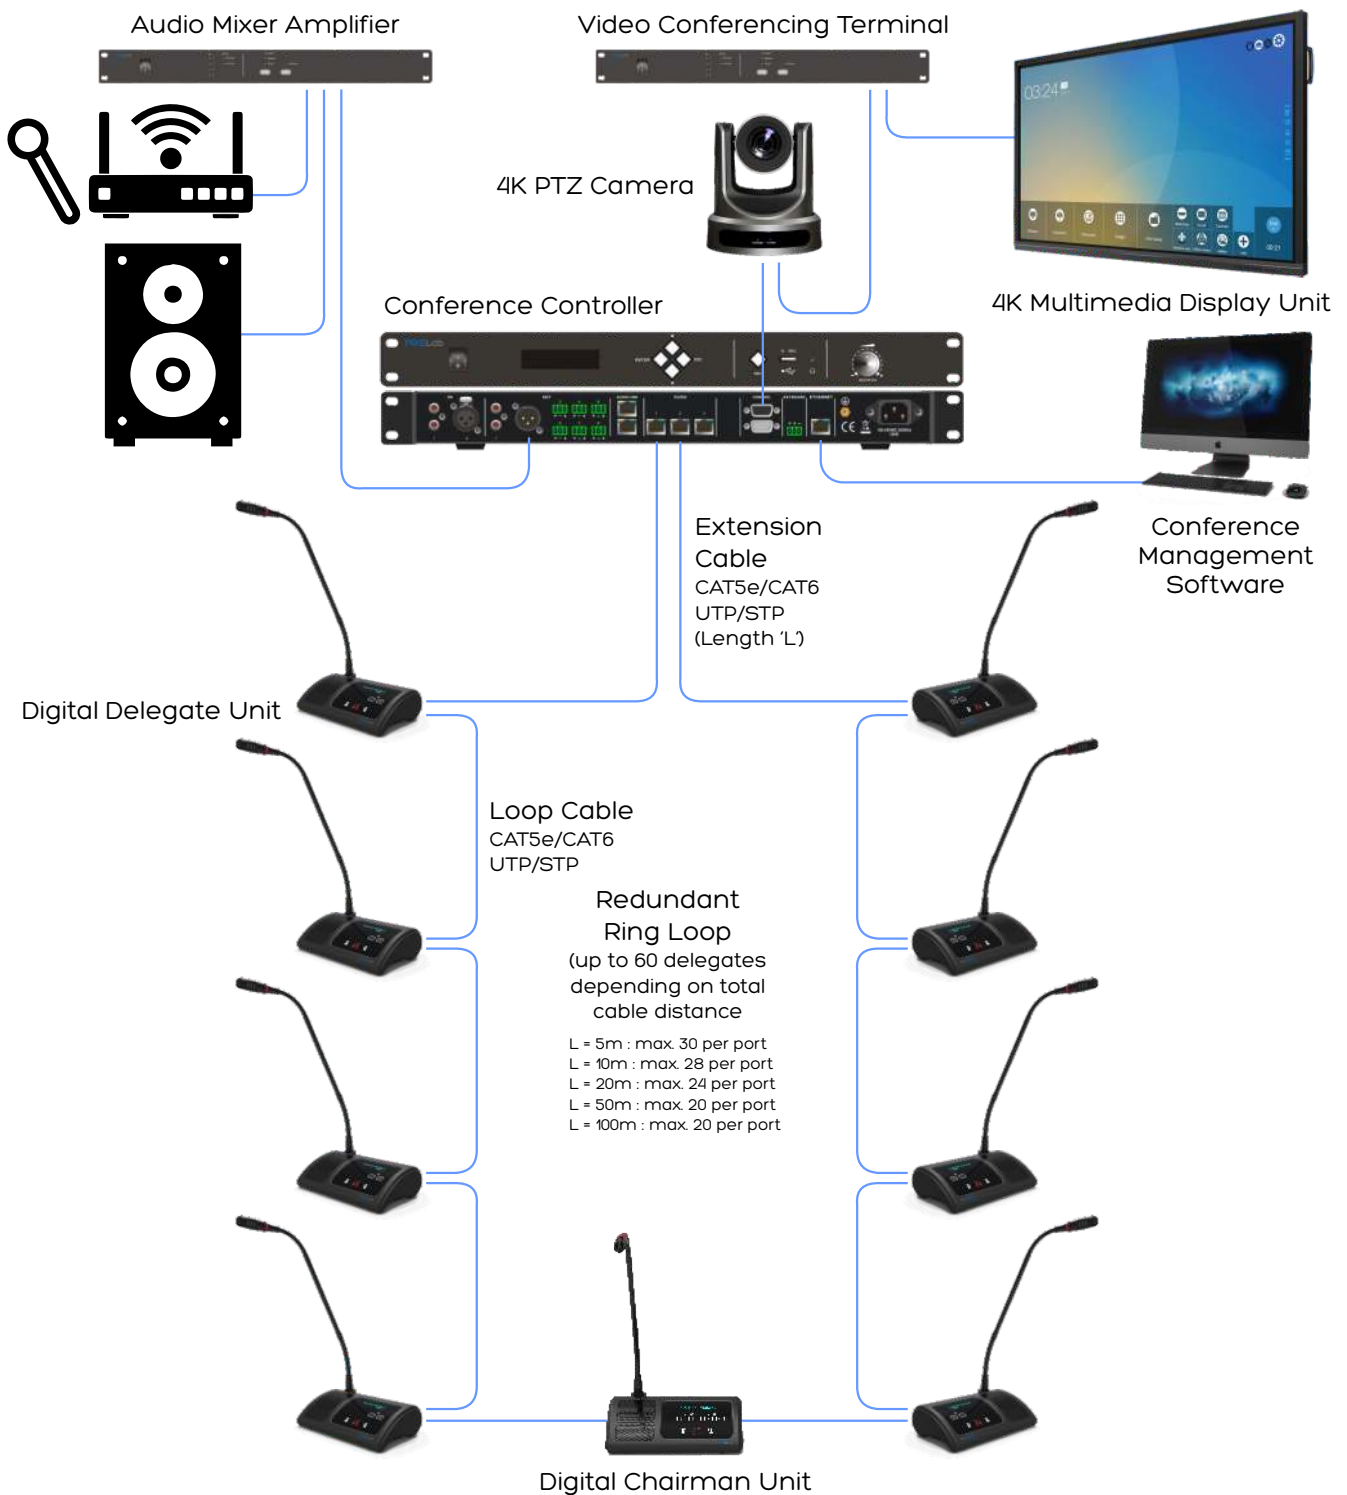 Audio Mixer Amplifier
Video Conferencing Terminal
03:24
4K PTZ Camera
4K Multimedia Display Unit
Conference Controller
Extension
Cable
CAT5e/CAT6
UTP/STP
(Length 'L')
Conference
Management
Software
Digital Delegate Unit
Loop Cable
CAT5e/CAT6
UTP/STP
Redundant
Ring Loop
(up to 60 delegates
depending on total
cable distance
L = 5m : max. 30 per port
L = 10m : max. 28 per port
L = 20m : max. 24 per port
L = 50m : max. 20 per port
L = 100m : max. 20 per port
Digital Chairman Unit